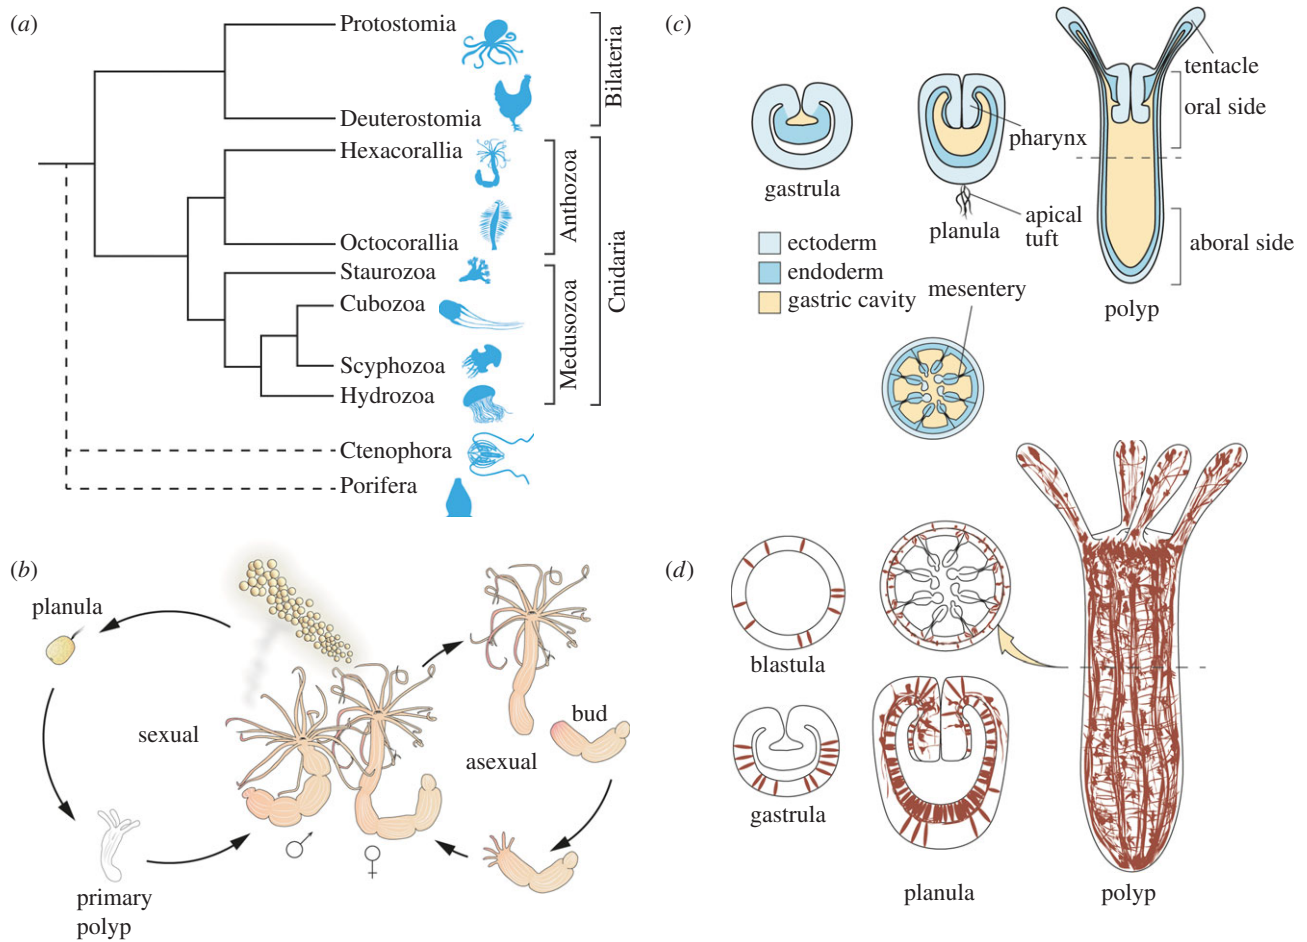 (a)
Protostomia
Deuterostomia
Bilateria
Hexacorallia
Octocorallia
Anthozoa
Staurozoa
Cubozoa
Scyphozoa
Hydrozoa
Medusozoa
Cnidaria
Ctenophora
Porifera
(b)
planula
sexual
primary
polyp
♂
♀
asexual
bud
(c)
gastrula
planula
pharynx
apical
tuft
tentacle
oral side
aboral side
polyp
ectoderm
endoderm
gastric cavity
mesentery
(d)
blastula
gastrula
planula
polyp